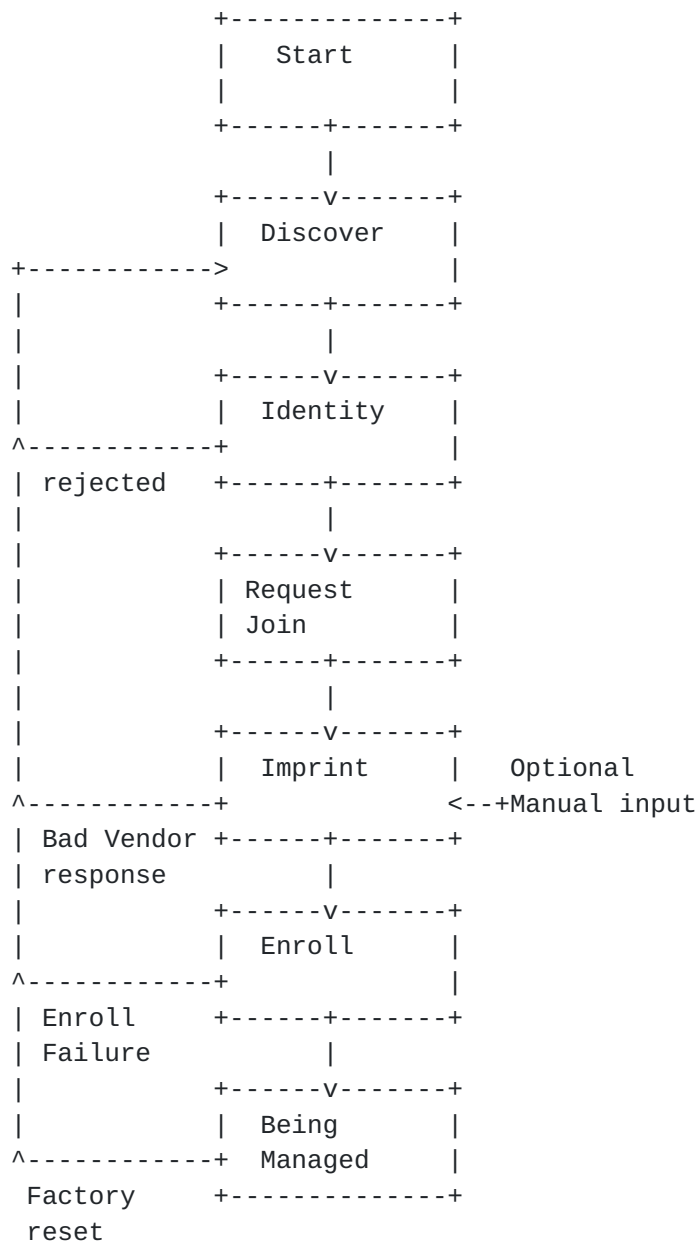 Start
Discover
Identity
rejected
Request
Join
Imprint Optional
Manual input
Bad Vendor
response
Enroll
Enroll
Failure
Being
Managed
Factory
reset